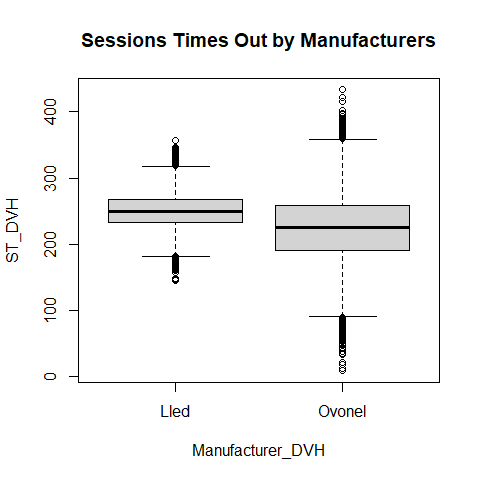 Sessions Times Out by Manufacturers
ST_DVH
400
300
200
100
0
Lled
Ovonel
Manufacturer_DVH